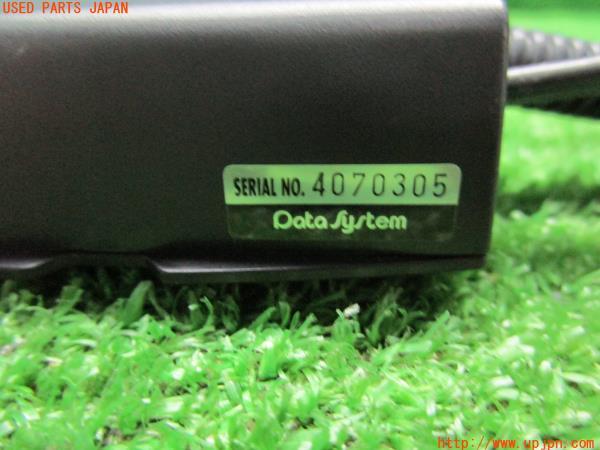 USED PARTS JAPAN
SERIAL NO. 4070305
Data System
http://www.upjpn.com/